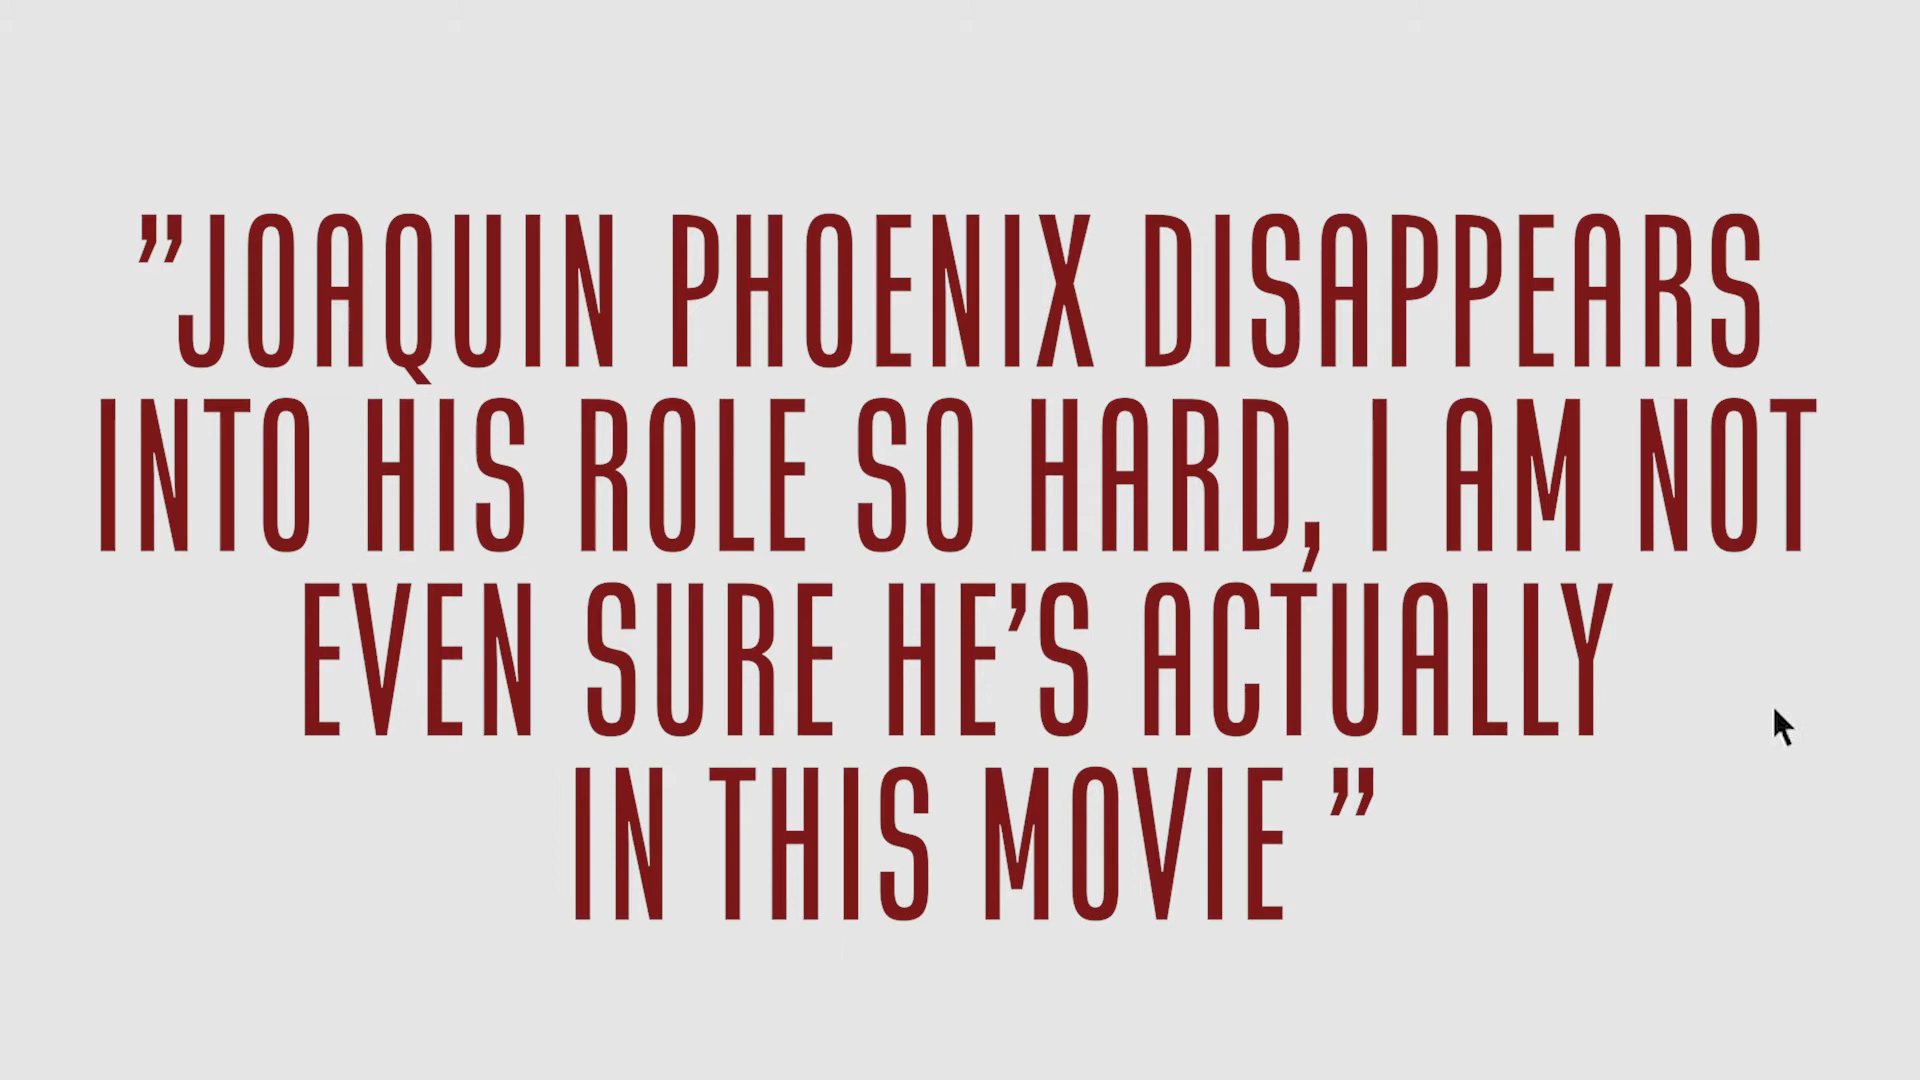 ”JOAQUIN PHOENIX DISAPPEARS
INTO HIS ROLE SO HARD, I AM NOT
EVEN SURE HE’S ACTUALLY
IN THIS MOVIE ”